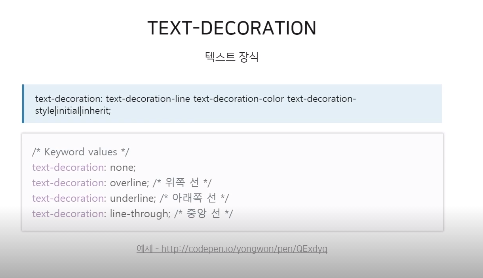 TEXT-DECORATION
텍스트 장식
text-decoration: text-decoration-line text-decoration-color text-decoration-
style|initial|inherit;
/* Keyword values */
text-decoration: none;
text-decoration: overline; /* 위쪽 선 */
text-decoration: underline; /* 아래쪽 선 */
text-decoration: line-through; /* 중앙 선 */
예제 - http://codepen.io/yongwon/pen/QExdyq